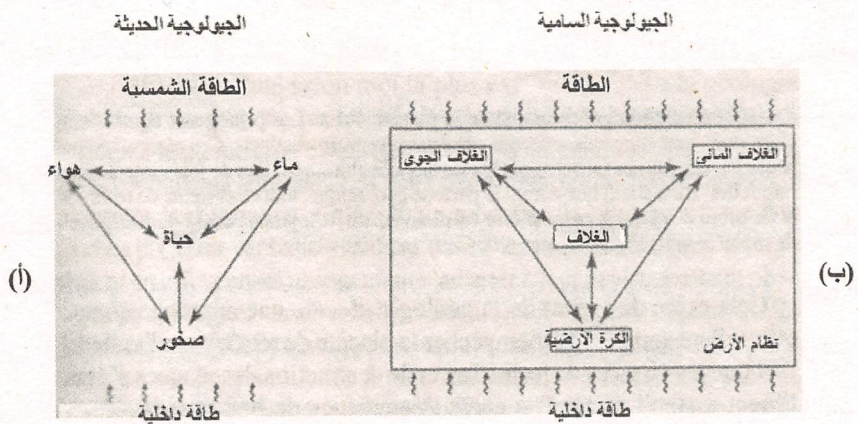 الجيولوجية السامية
الجيولوجية الحديثة
الطاقة
الطاقة الشمسبة
الغلاف المائى
الغلاف الجوى
ماء
هواء
الغلاف
حياة
(ب)
(أ)
الكرة الأرضية
نظام الأرض
صخور
طاقة داخلية
طاقة داخلية